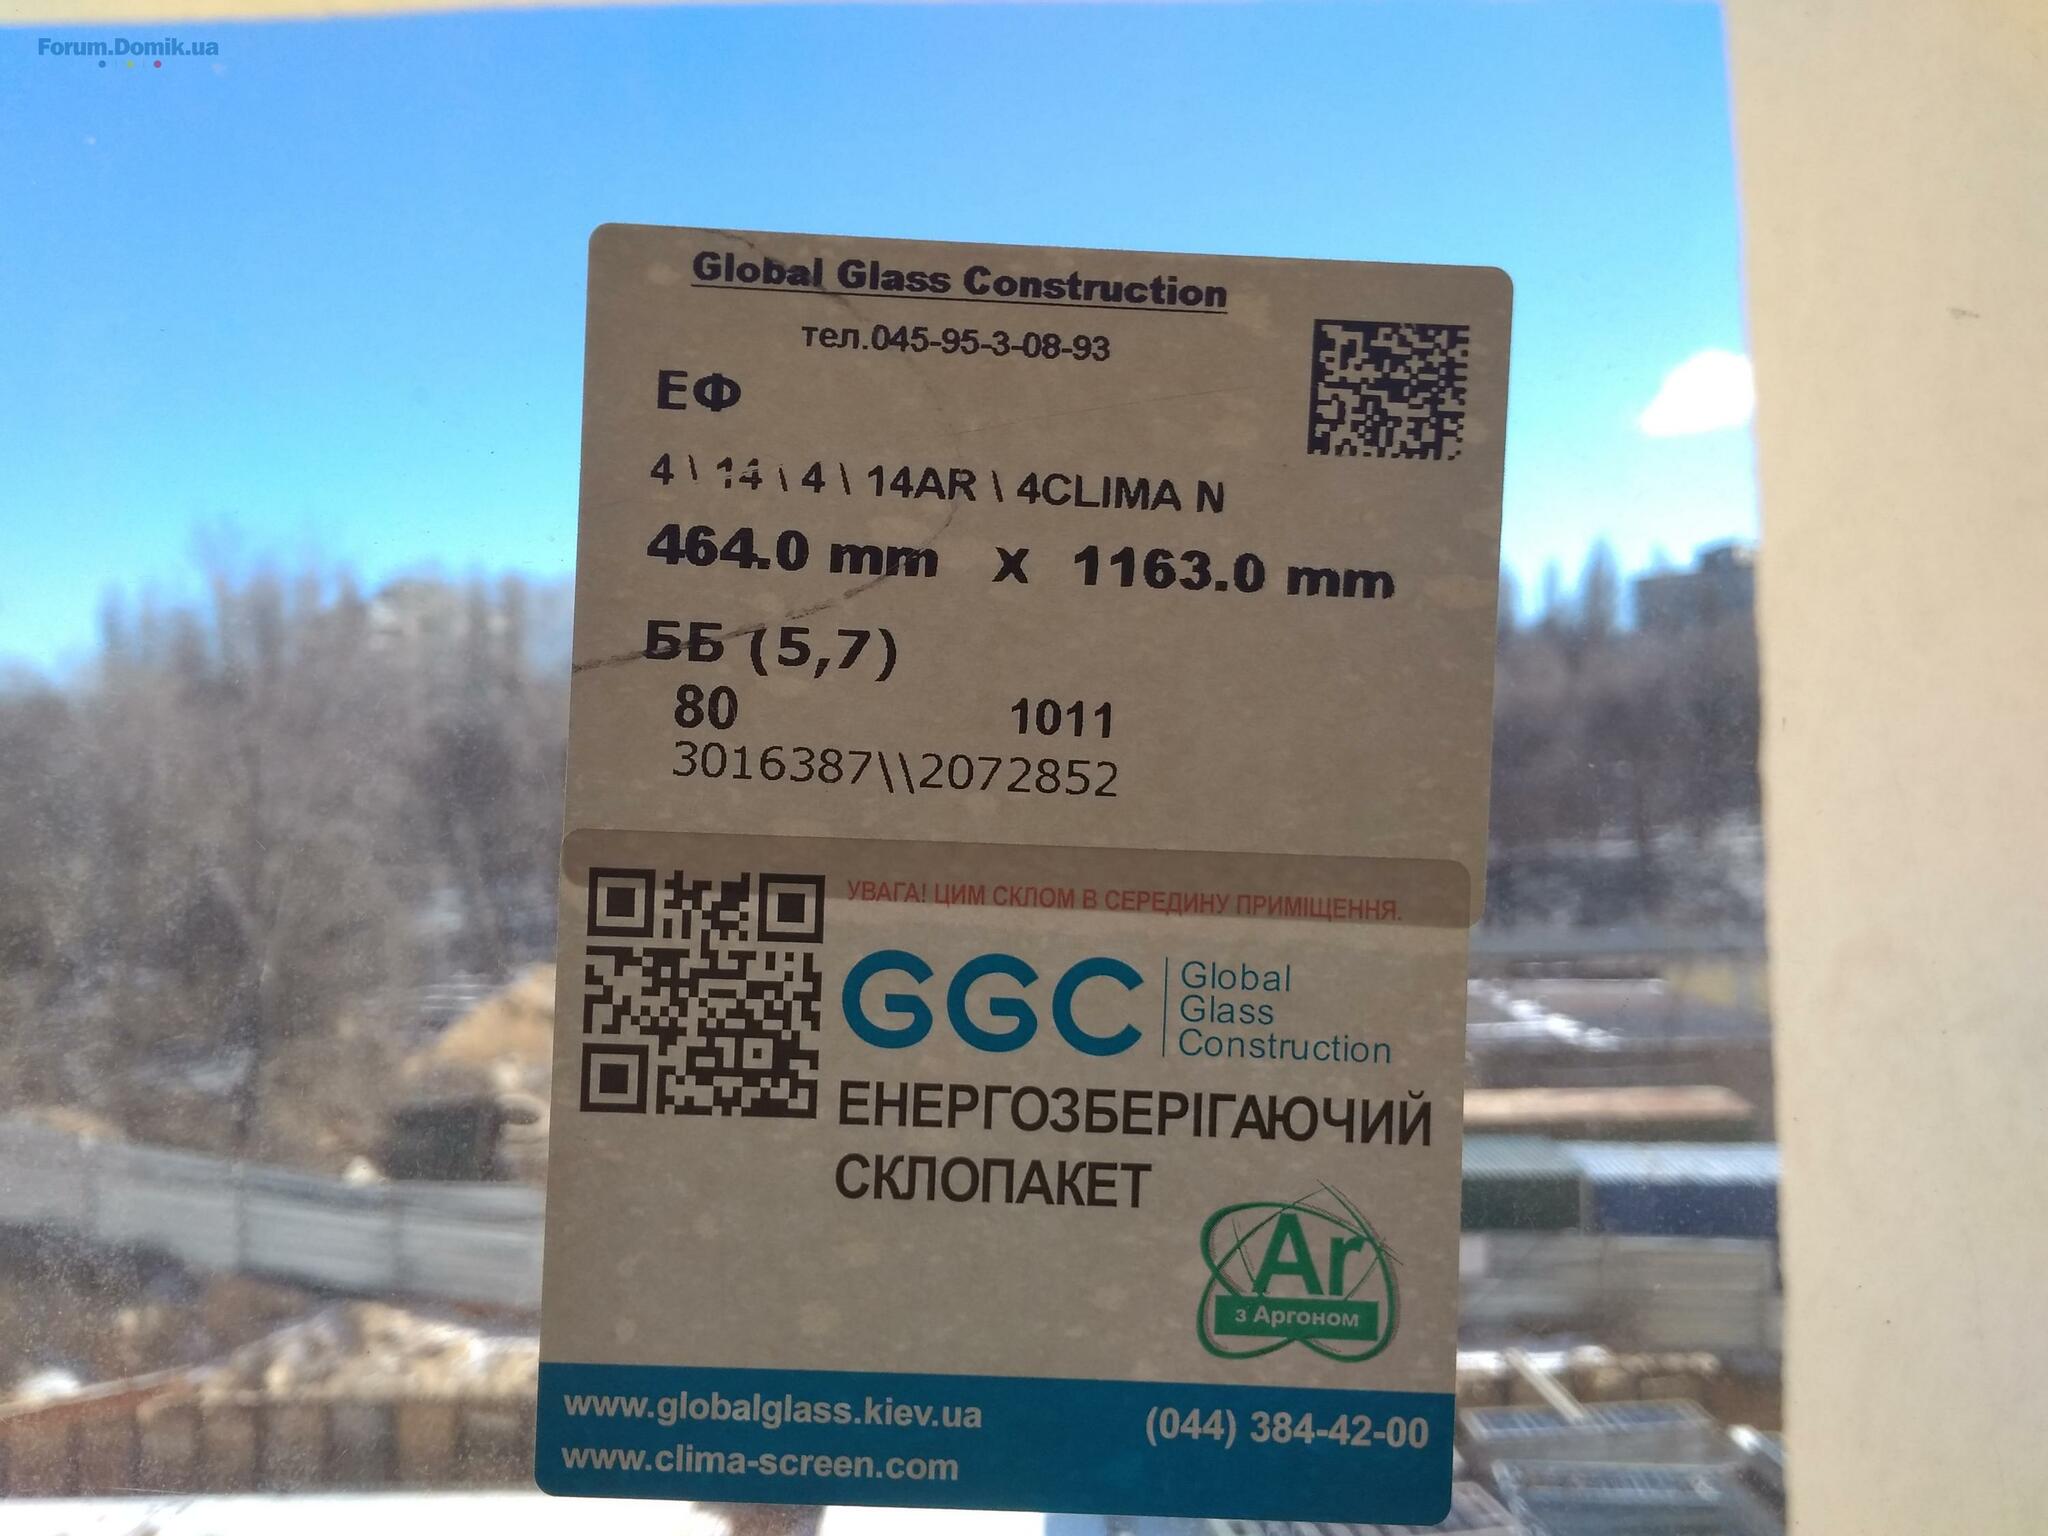 Forum.Domik.ua
Global Glass Construction
тел.045-95-3-08-93
ЕФ
4 \ 14 \ 4 \ 14AR \ 4CLIMA N
464.0 mm x 1163.0 mm
ББ (5,7)
80 1011
3016387\\2072852
УВАГА! ЦИМ СКЛОМ В СЕРЕДИНУ ПРИМІЩЕННЯ.
GGC
Global
Glass
Construction
ЕНЕРГОЗБЕРІГАЮЧИЙ
СКЛОПАКЕТ
Ar
з Аргоном
www.globalglass.kiev.ua
(044) 384-42-00
www.clima-screen.com